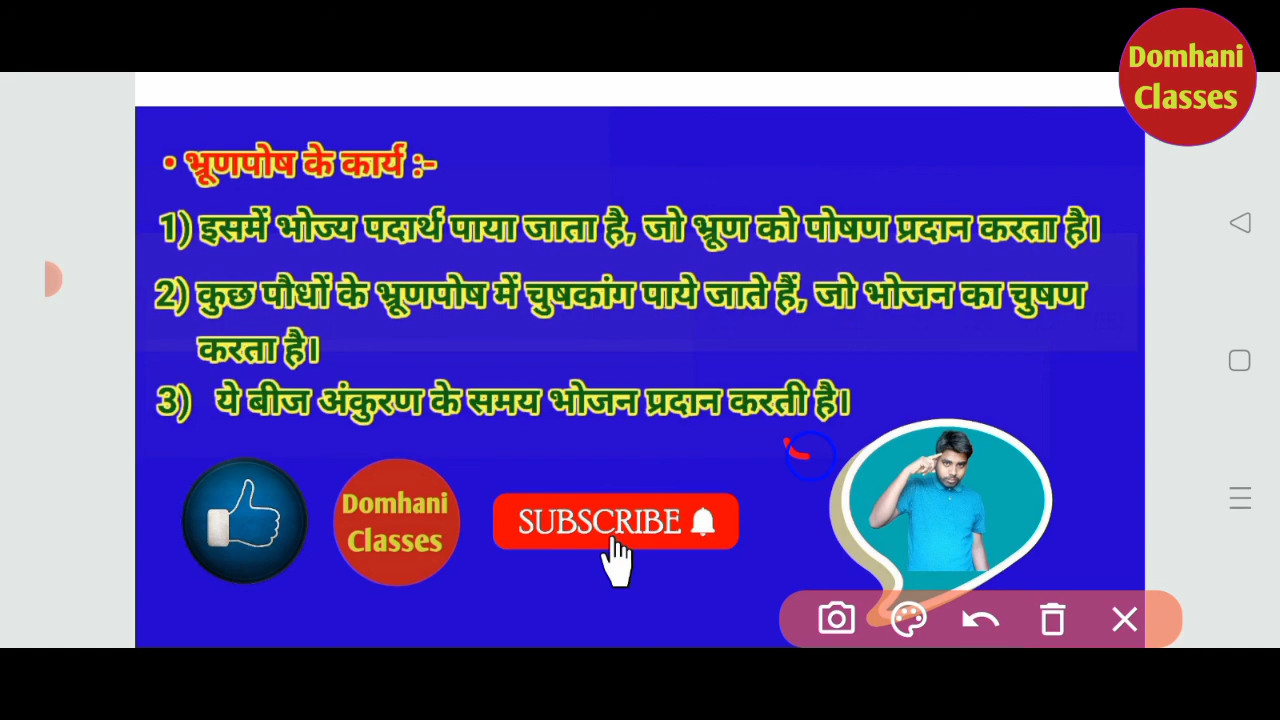 Domhani
Classes
• भ्रूणपोष के कार्य :-
1) इसमें भोज्य पदार्थ पाया जाता है, जो भ्रूण को पोषण प्रदान करता है।
2) कुछ पौधों के भ्रूणपोष में चुषकांग पाये जाते हैं, जो भोजन का चुषण
करता है।
3) ये बीज अंकुरण के समय भोजन प्रदान करती है।
Domhani
Classes
SUBSCRIBE